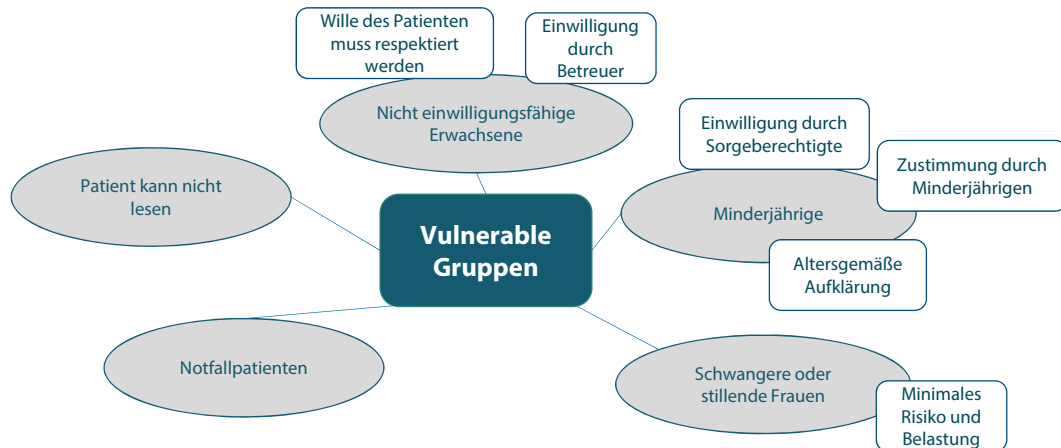 Wille des Patienten
muss respektiert
werden
Einwilligung
durch
Betreuer
Nicht einwilligungsfähige
Erwachsene
Einwilligung durch
Sorgeberechtigte
Zustimmung durch
Minderjährigen
Patient kann nicht
lesen
Minderjährige
Vulnerable
Gruppen
Altersgemäße
Aufklärung
Notfallpatienten
Schwangere oder
stillende Frauen
Minimales
Risiko und
Belastung